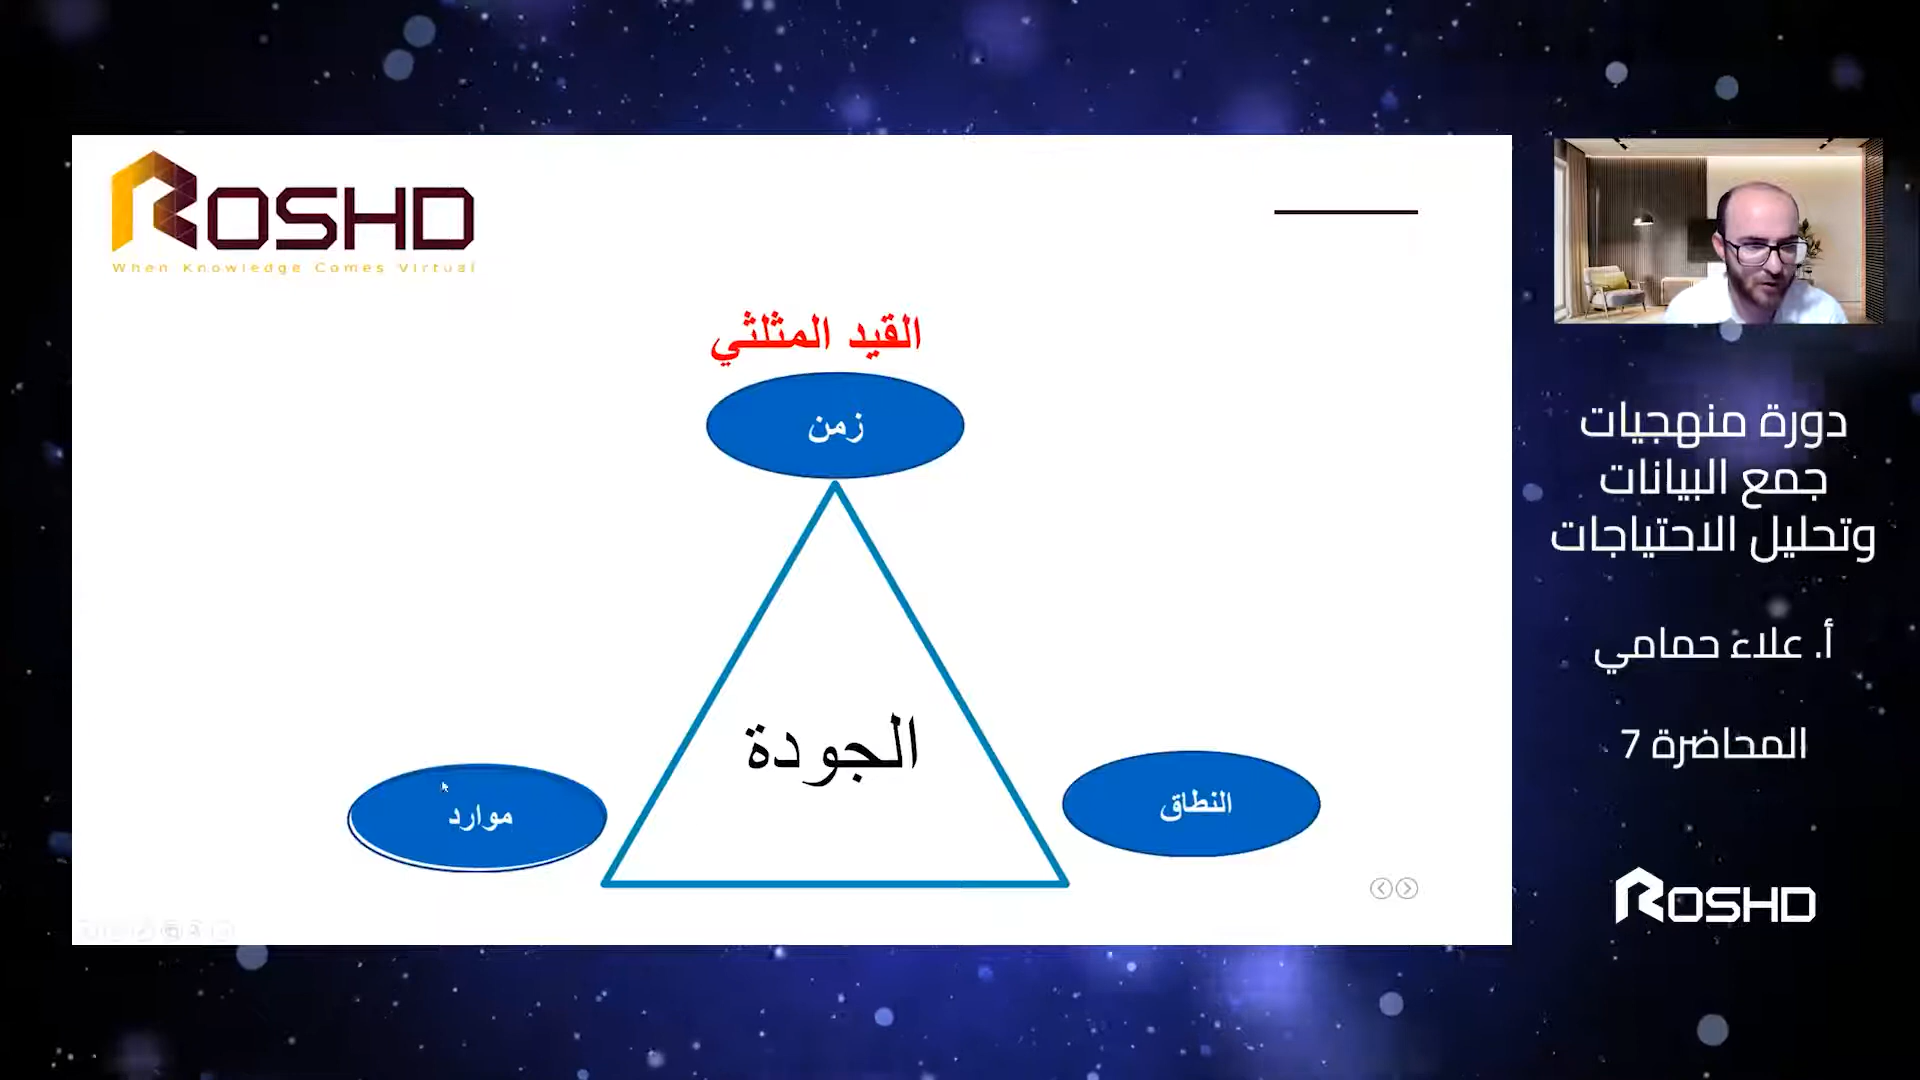 ROSHD
When Knowledge Comes Virtual
القيد المثلثي
زمن
الجودة
النطاق
موارد
دورة منهجيات
جمع البيانات
وتحليل الاحتياجات
أ. علاء حمامي
المحاضرة 7
ROSHD